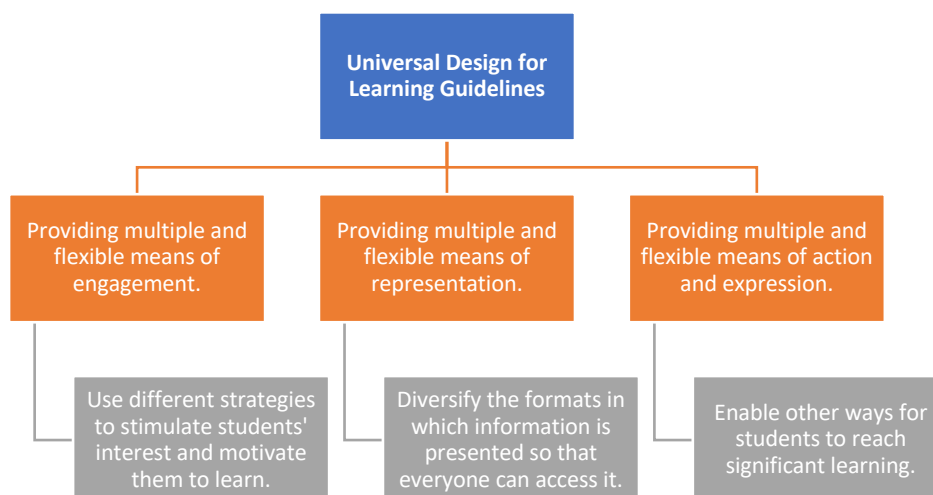 Universal Design for
Learning Guidelines
Providing multiple and
flexible means of
engagement.
Providing multiple and
flexible means of
representation.
Providing multiple and
flexible means of action
and expression.
Use different strategies
to stimulate students'
interest and motivate
them to learn.
Diversify the formats in
which information is
presented so that
everyone can access it.
Enable other ways for
students to reach
significant learning.